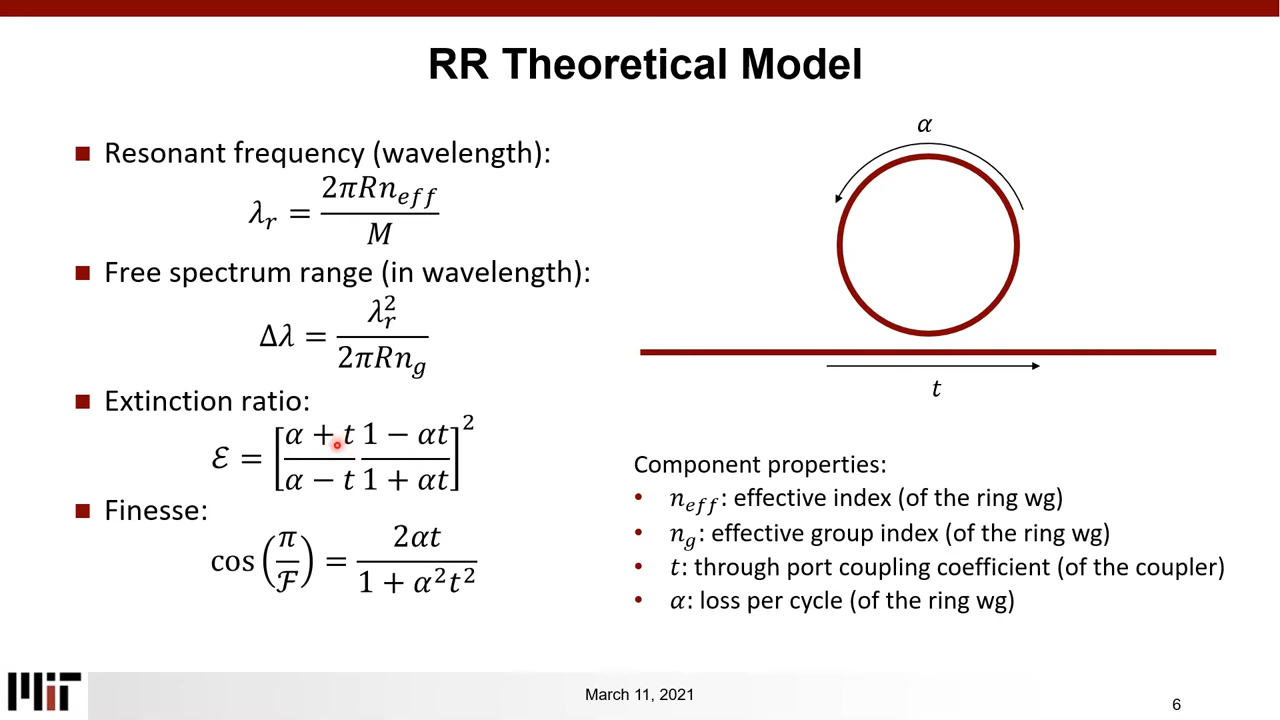 RR Theoretical Model
■ Resonant frequency (wavelength):
λ_r = 2πRn_eff / M
■ Free spectrum range (in wavelength):
Δλ = λ_r^2 / 2πRn_g
■ Extinction ratio:
ℰ = [α + t / α − t 1 − αt / 1 + αt]^2
■ Finesse:
cos(π / ℱ) = 2αt / 1 + α^2t^2
α
t
Component properties:
• n_eff: effective index (of the ring wg)
• n_g: effective group index (of the ring wg)
• t: through port coupling coefficient (of the coupler)
• α: loss per cycle (of the ring wg)
MIT
March 11, 2021
6